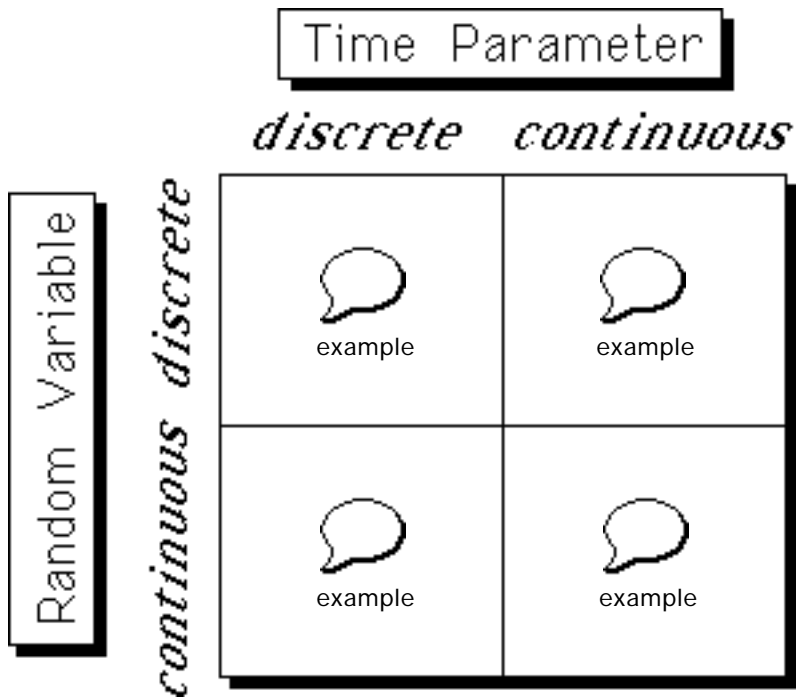 Time Parameter
discrete continuous
Random Variable
discrete
example example
continuous
example example